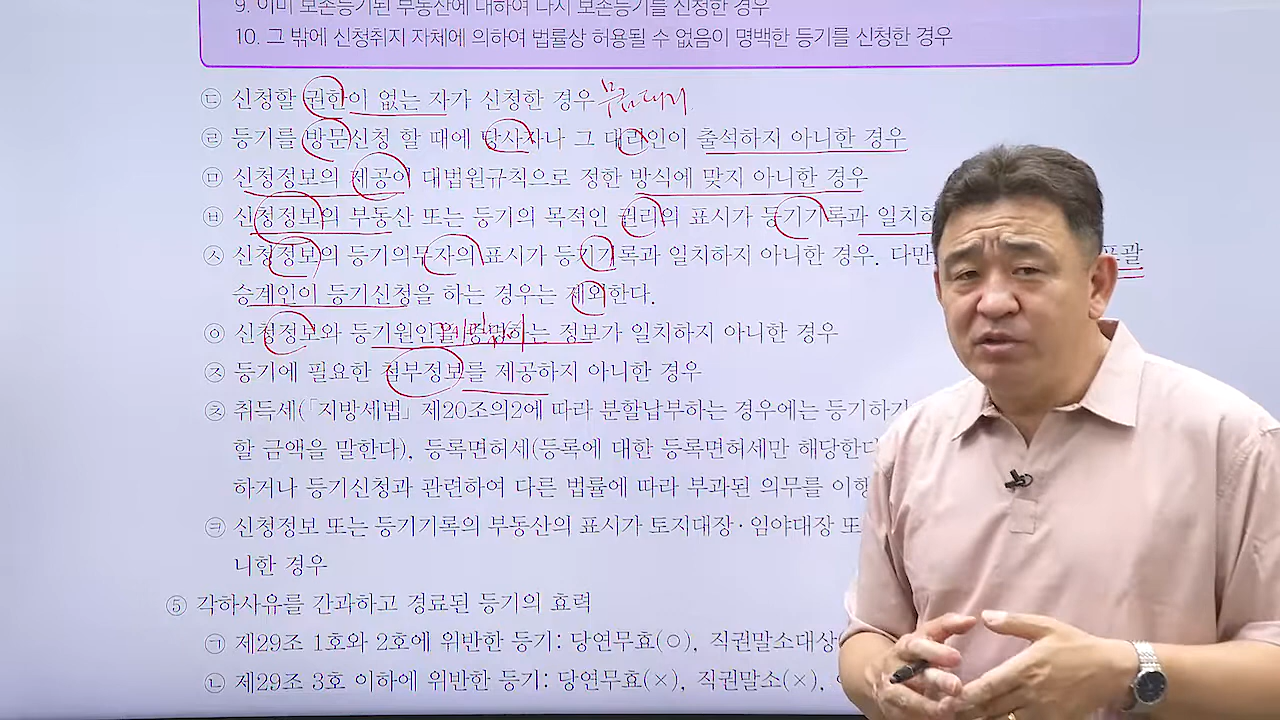 9. 이미 보존등기된 부동산에 대하여 다시 보존등기를 신청한 경우
10. 그 밖에 신청취지 자체에 의하여 법률상 허용될 수 없음이 명백한 등기를 신청한 경우
㉢ 신청할 권한이 없는 자가 신청한 경우 무권대리
㉣ 등기를 방문신청 할 때에 당사자나 그 대리인이 출석하지 아니한 경우
㉤ 신청정보의 제공이 대법원규칙으로 정한 방식에 맞지 아니한 경우
㉥ 신청정보의 부동산 또는 등기의 목적인 권리의 표시가 등기기록과 일치하
㉦ 신청정보의 등기의무자의 표시가 등기기록과 일치하지 아니한 경우. 다만 포괄
승계인이 등기신청을 하는 경우는 제외한다.
㉧ 신청정보와 등기원인을 증명하는 정보가 일치하지 아니한 경우
㉨ 등기에 필요한 첨부정보를 제공하지 아니한 경우
㉩ 취득세(「지방세법」 제20조의2에 따라 분할납부하는 경우에는 등기하기
할 금액을 말한다), 등록면허세(등록에 대한 등록면허세만 해당한다
하거나 등기신청과 관련하여 다른 법률에 따라 부과된 의무를 이행
㉪ 신청정보 또는 등기기록의 부동산의 표시가 토지대장·임야대장 또
니한 경우
⑤ 각하사유를 간과하고 경료된 등기의 효력
㉠ 제29조 1호와 2호에 위반한 등기: 당연무효(○), 직권말소대상
㉡ 제29조 3호 이하에 위반한 등기: 당연무효(×), 직권말소(×),